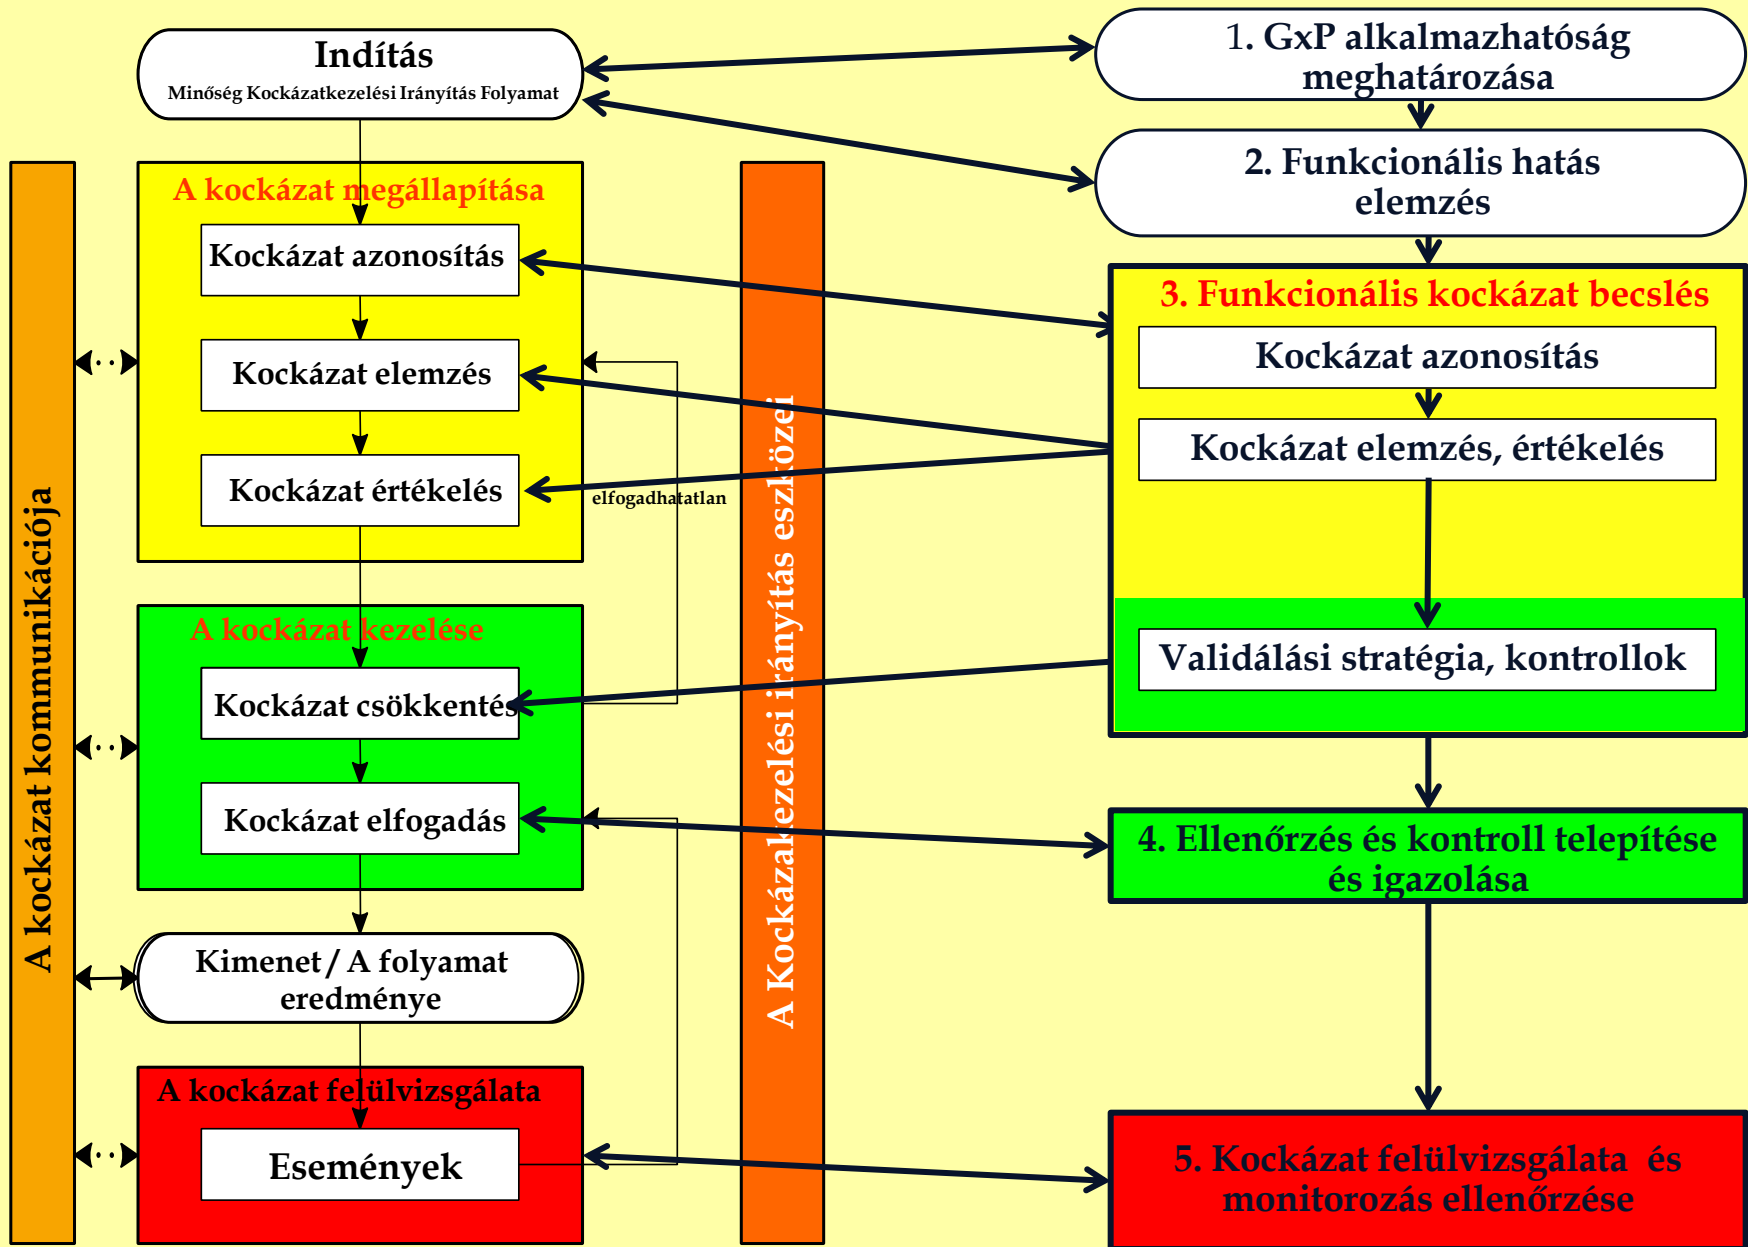 Indítás
Minőség Kockázatkezelési Irányítás Folyamat
A kockázat megállapítása
Kockázat azonosítás
Kockázat elemzés
Kockázat értékelés
elfogadhatatlan
A kockázat kezelése
Kockázat csökkentés
Kockázat elfogadás
Kimenet / A folyamat
eredménye
A kockázat felülvizsgálata
Események
A kockázat kommunikációja
A Kockázakezelési irányítás eszközei
1. GxP alkalmazhatóság
meghatározása
2. Funkcionális hatás
elemzés
3. Funkcionális kockázat becslés
Kockázat azonosítás
Kockázat elemzés, értékelés
Validálási stratégia, kontrollok
4. Ellenőrzés és kontroll telepítése
és igazolása
5. Kockázat felülvizsgálata és
monitorozás ellenőrzése